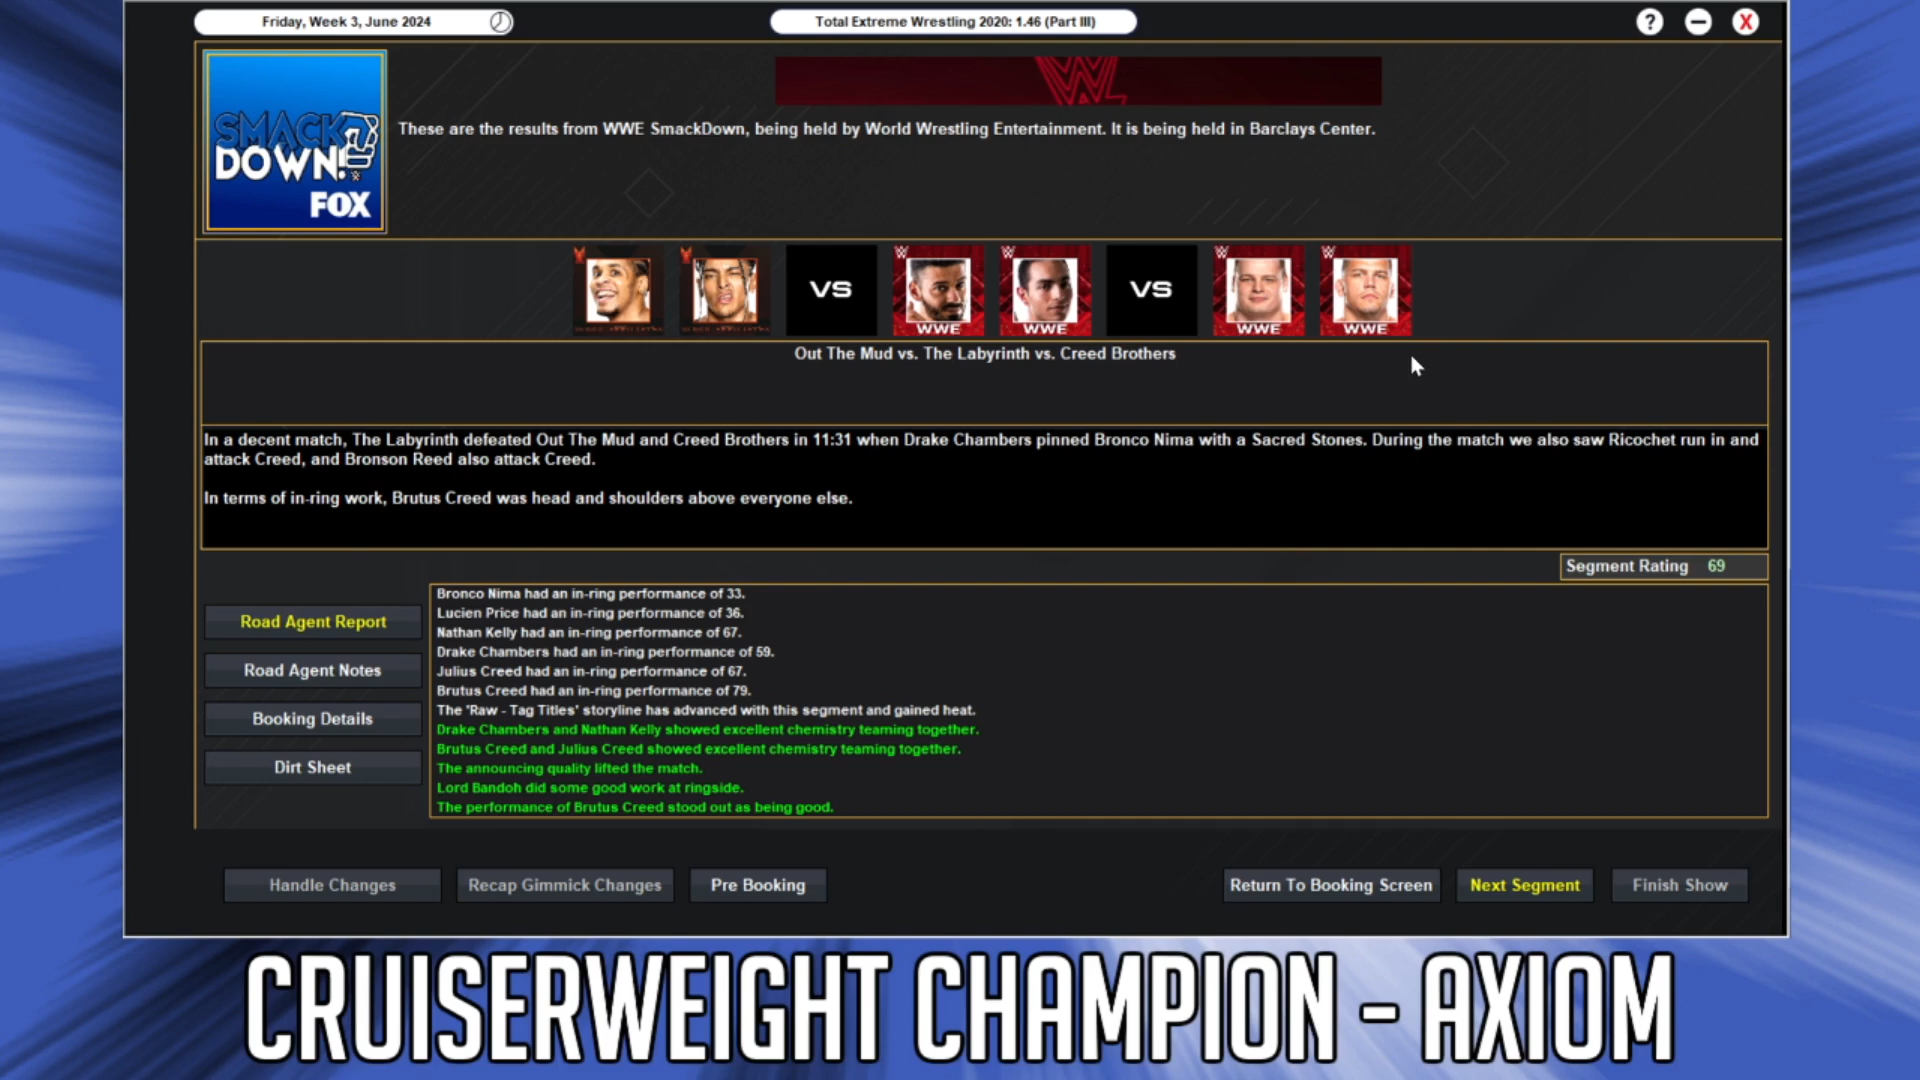 Friday, Week 3, June 2024
Total Extreme Wrestling 2020: 1.46 (Part III)
?
X
SMACK
DOWN!
FOX
These are the results from WWE SmackDown, being held by World Wrestling Entertainment. It is being held in Barclays Center.
VS
WWE
WWE
VS
WWE
WWE
Out The Mud vs. The Labyrinth vs. Creed Brothers
In a decent match, The Labyrinth defeated Out The Mud and Creed Brothers in 11:31 when Drake Chambers pinned Bronco Nima with a Sacred Stones. During the match we also saw Ricochet run in and
attack Creed, and Bronson Reed also attack Creed.
In terms of in-ring work, Brutus Creed was head and shoulders above everyone else.
Segment Rating 69
Road Agent Report
Road Agent Notes
Booking Details
Dirt Sheet
Bronco Nima had an in-ring performance of 33.
Lucien Price had an in-ring performance of 36.
Nathan Kelly had an in-ring performance of 67.
Drake Chambers had an in-ring performance of 59.
Julius Creed had an in-ring performance of 67.
Brutus Creed had an in-ring performance of 79.
The 'Raw - Tag Titles' storyline has advanced with this segment and gained heat.
Drake Chambers and Nathan Kelly showed excellent chemistry teaming together.
Brutus Creed and Julius Creed showed excellent chemistry teaming together.
The announcing quality lifted the match.
Lord Bandoh did some good work at ringside.
The performance of Brutus Creed stood out as being good.
Handle Changes
Recap Gimmick Changes
Pre Booking
Return To Booking Screen
Next Segment
Finish Show
CRUISERWEIGHT CHAMPION - AXIOM